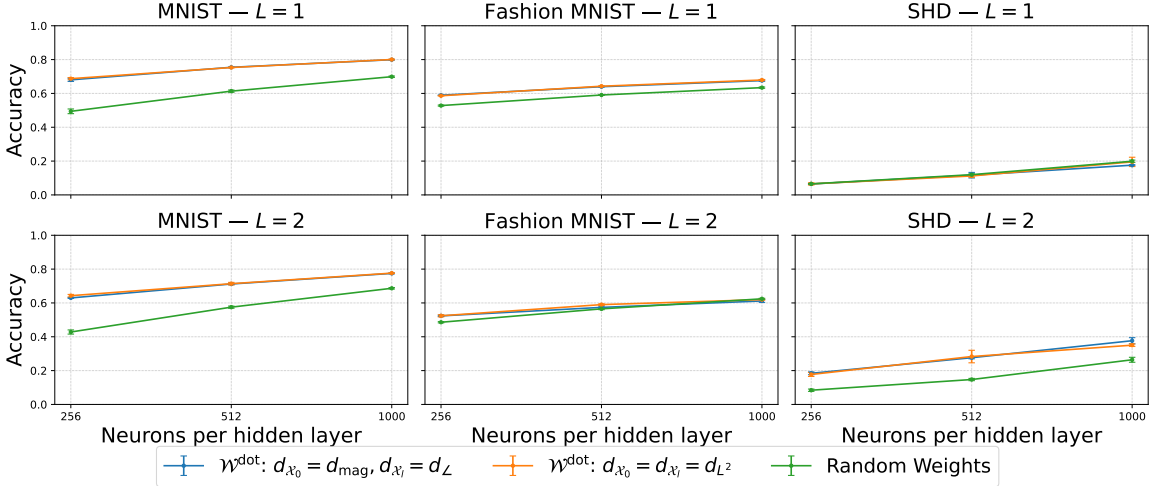 MNIST — L = 1
Fashion MNIST — L = 1
SHD — L = 1
Accuracy
1.0
0.8
0.6
0.4
0.2
0.0
MNIST — L = 2
Fashion MNIST — L = 2
SHD — L = 2
Accuracy
1.0
0.8
0.6
0.4
0.2
0.0
256 512 1000
256 512 1000
256 512 1000
Neurons per hidden layer
Neurons per hidden layer
Neurons per hidden layer
𝒲^dot: d_𝒳₀ = d_mag, d_𝒳_l = d_∠
𝒲^dot: d_𝒳₀ = d_𝒳_l = d_L²
Random Weights